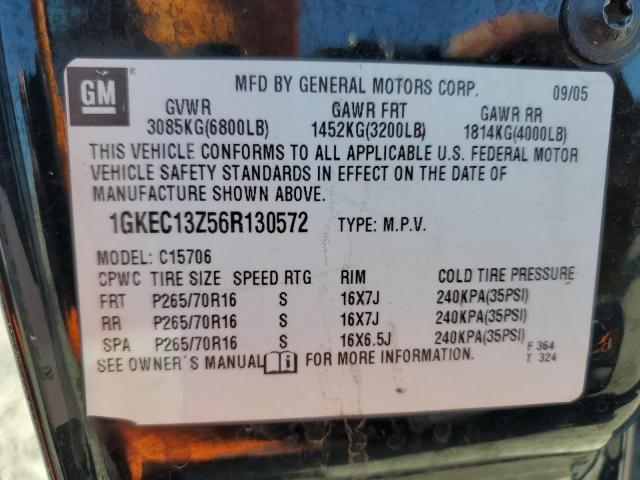 GM
MFD BY GENERAL MOTORS CORP. 09/05
GVWR GAWR FRT GAWR RR
3085KG(6800LB) 1452KG(3200LB) 1814KG(4000LB)
THIS VEHICLE CONFORMS TO ALL APPLICABLE U.S. FEDERAL MOTOR
VEHICLE SAFETY STANDARDS IN EFFECT ON THE DATE OF
MANUFACTURE SHOWN ABOVE.
1GKEC13Z56R130572 TYPE: M.P.V.
MODEL: C15706
CPWC TIRE SIZE SPEED RTG RIM COLD TIRE PRESSURE
FRT P265/70R16 S 16X7J 240KPA(35PSI)
RR P265/70R16 S 16X7J 240KPA(35PSI)
SPA P265/70R16 S 16X6.5J 240KPA(35PSI) F 364
SEE OWNER'S MANUAL i FOR MORE INFORMATION. T 324